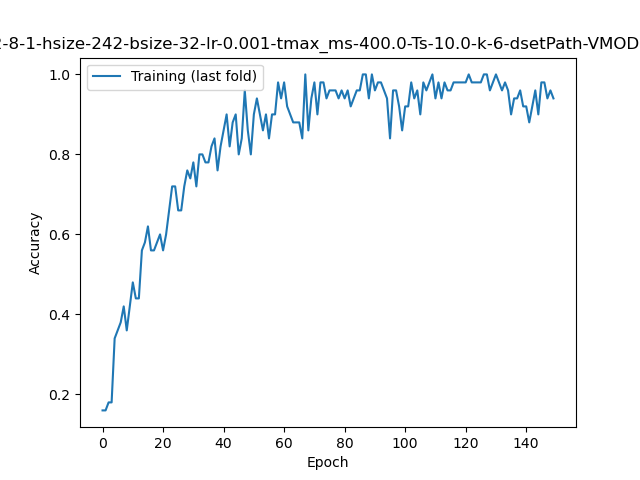 -8-1-hsize-242-bsize-32-lr-0.001-tmax_ms-400.0-Ts-10.0-k-6-dsetPath-VMOD
Training (last fold)
1.0
0.8
0.6
0.4
0.2
Accuracy
0 20 40 60 80 100 120 140
Epoch